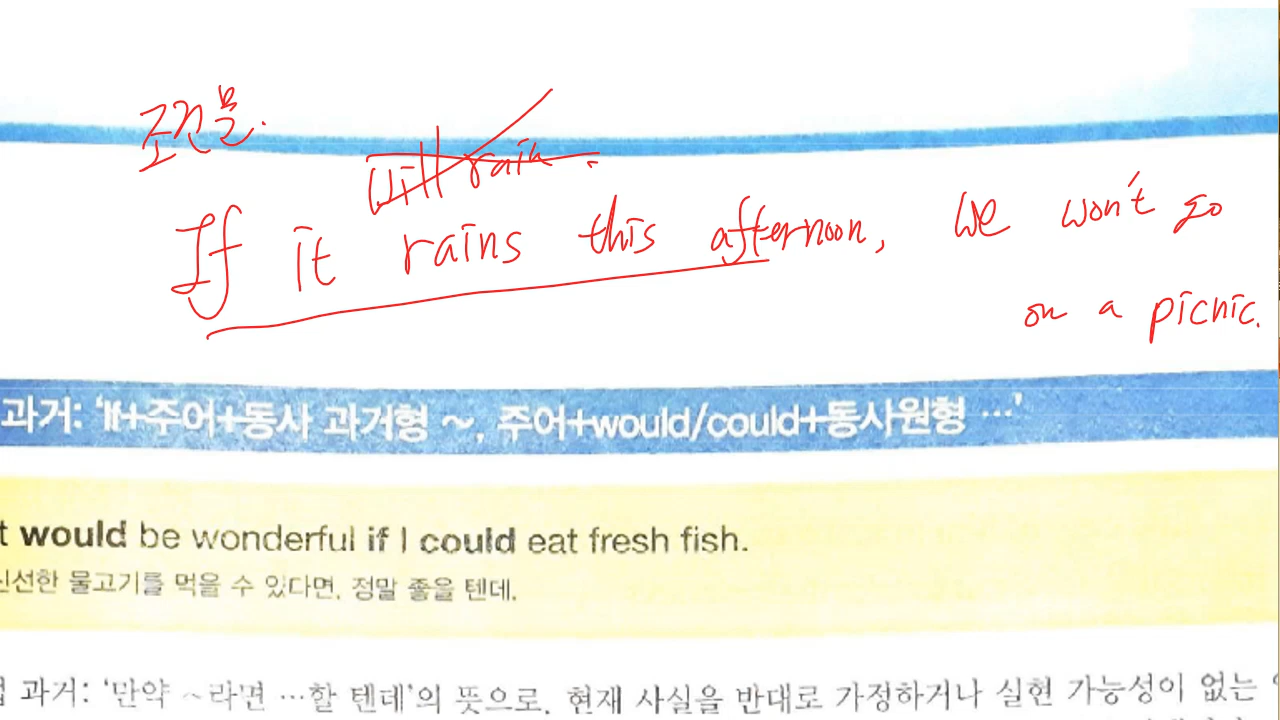 조건문.
will rain.
If it rains this afternoon, we won't go
on a picnic.
과거: 'If+주어+동사 과거형 ~, 주어+would/could+동사원형 …'
t would be wonderful if I could eat fresh fish.
신선한 물고기를 먹을 수 있다면, 정말 좋을 텐데.
과거: '만약 ~라면 …할 텐데'의 뜻으로, 현재 사실을 반대로 가정하거나 실현 가능성이 없는